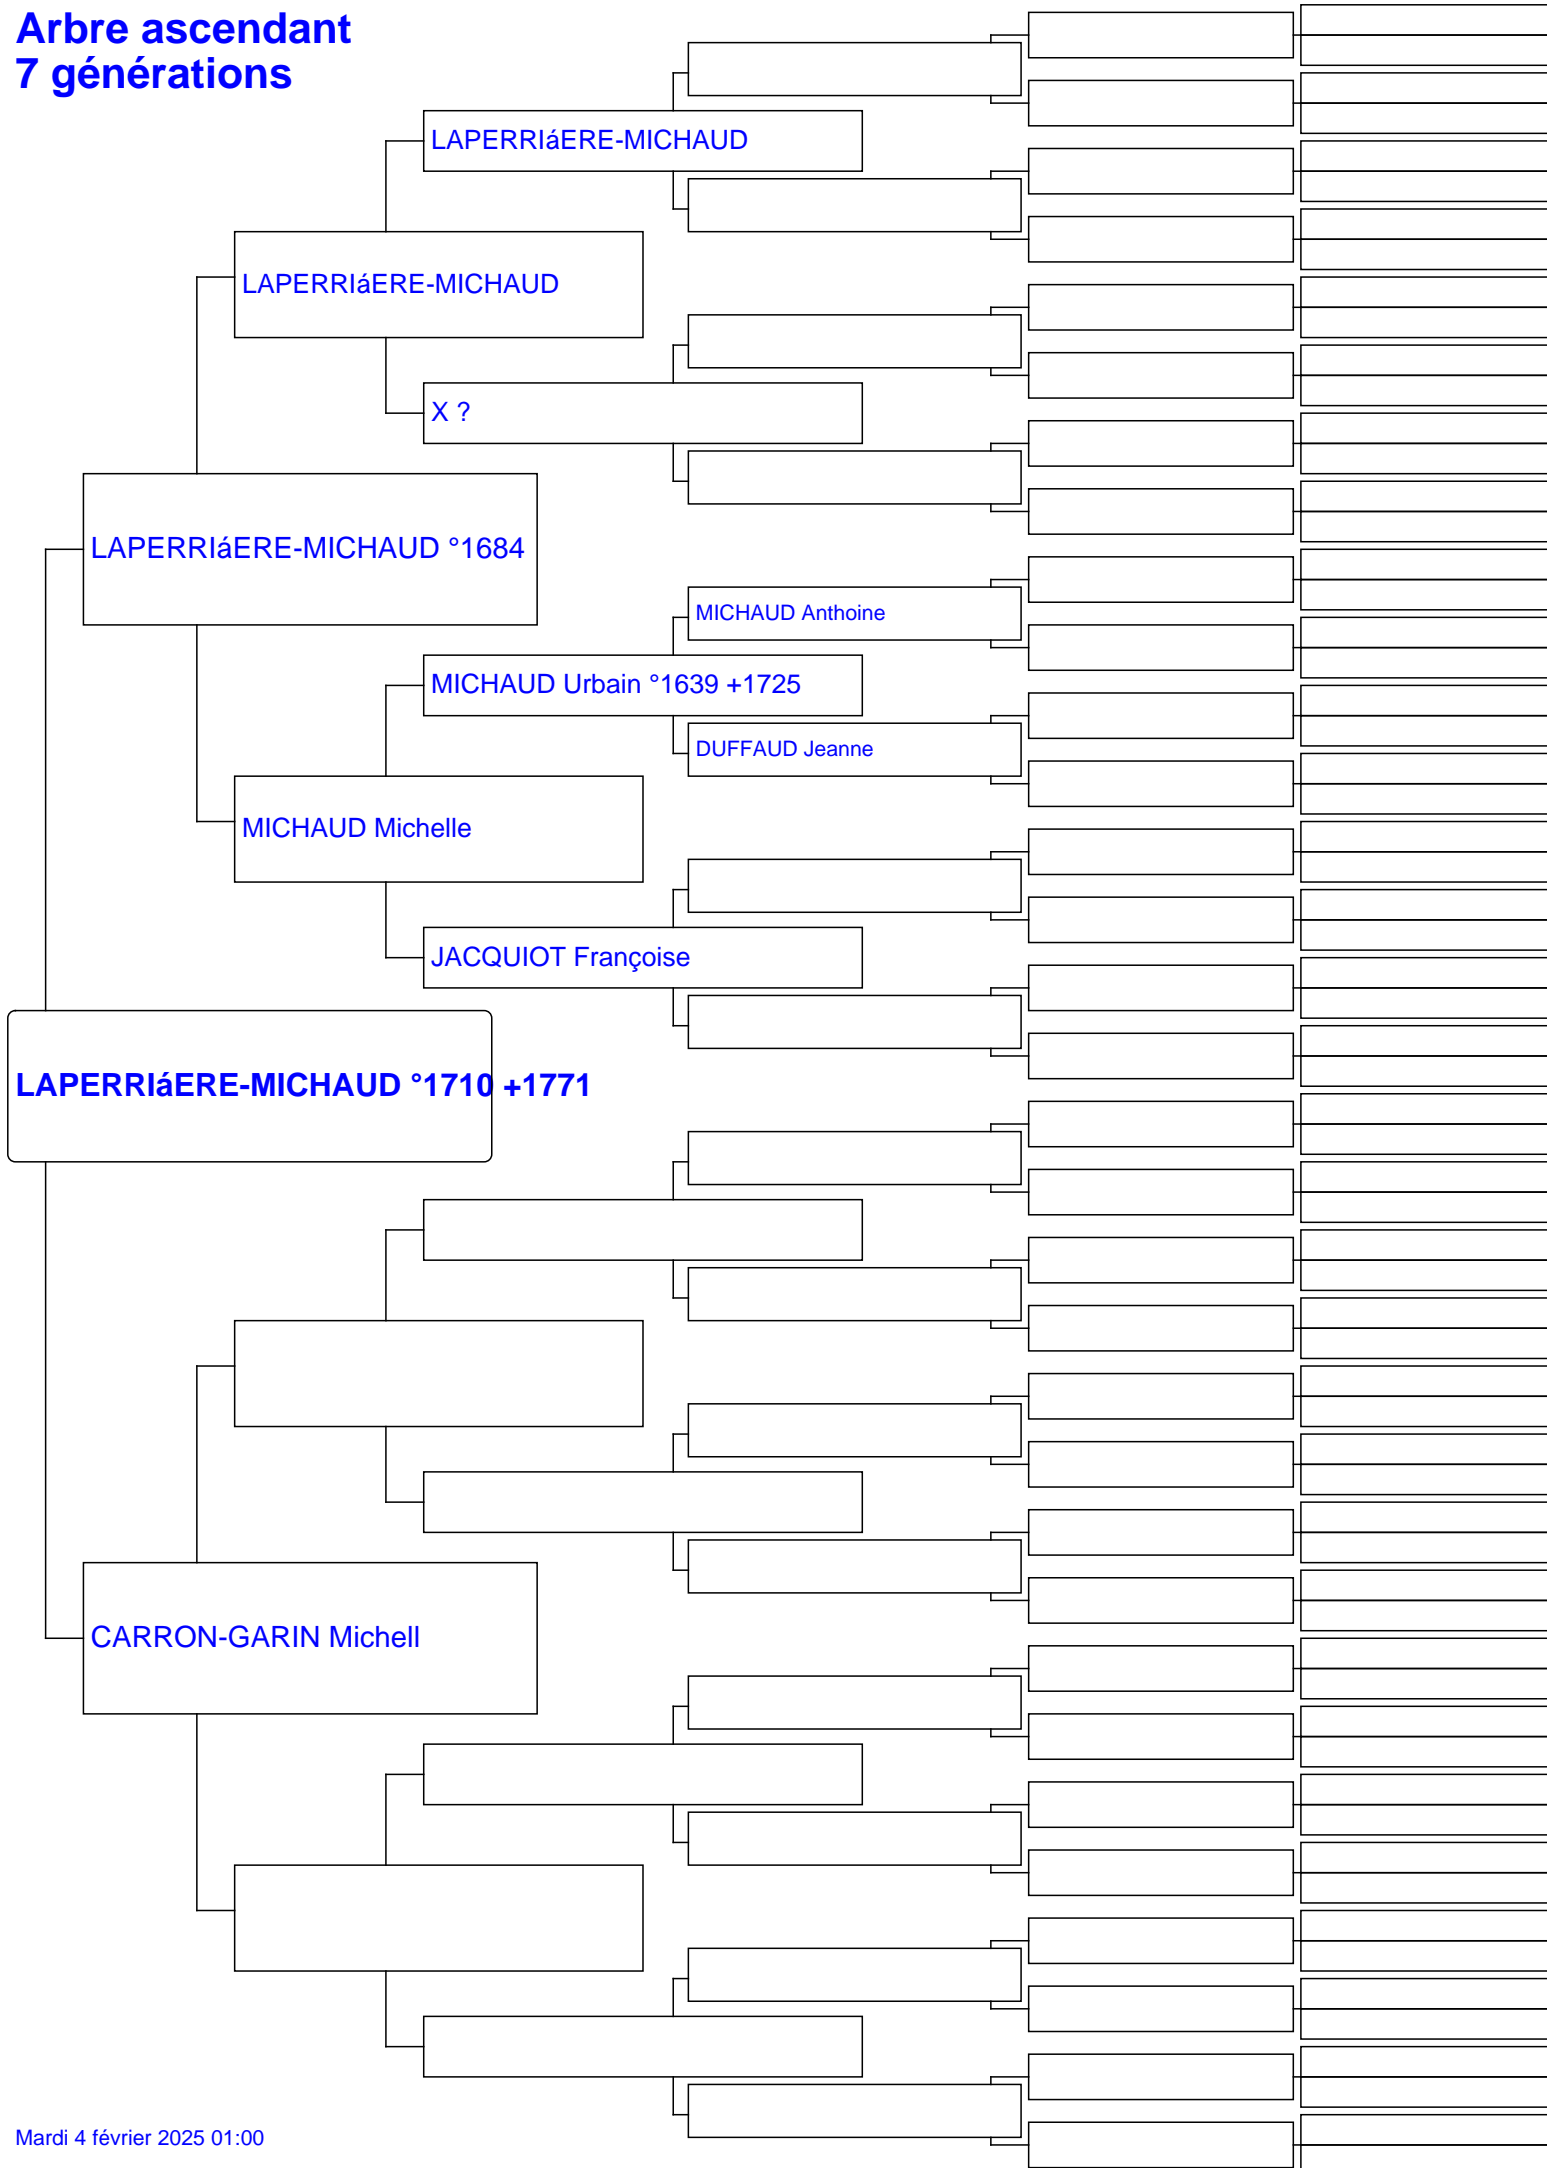 Arbre ascendant
7 générations
LAPERRIáERE-MICHAUD
LAPERRIáERE-MICHAUD
X ?
LAPERRIáERE-MICHAUD °1684
MICHAUD Anthoine
MICHAUD Urbain °1639 +1725
DUFFAUD Jeanne
MICHAUD Michelle
JACQUIOT Françoise
LAPERRIáERE-MICHAUD °1710 +1771
CARRON-GARIN Michell
Mardi 4 février 2025 01:00